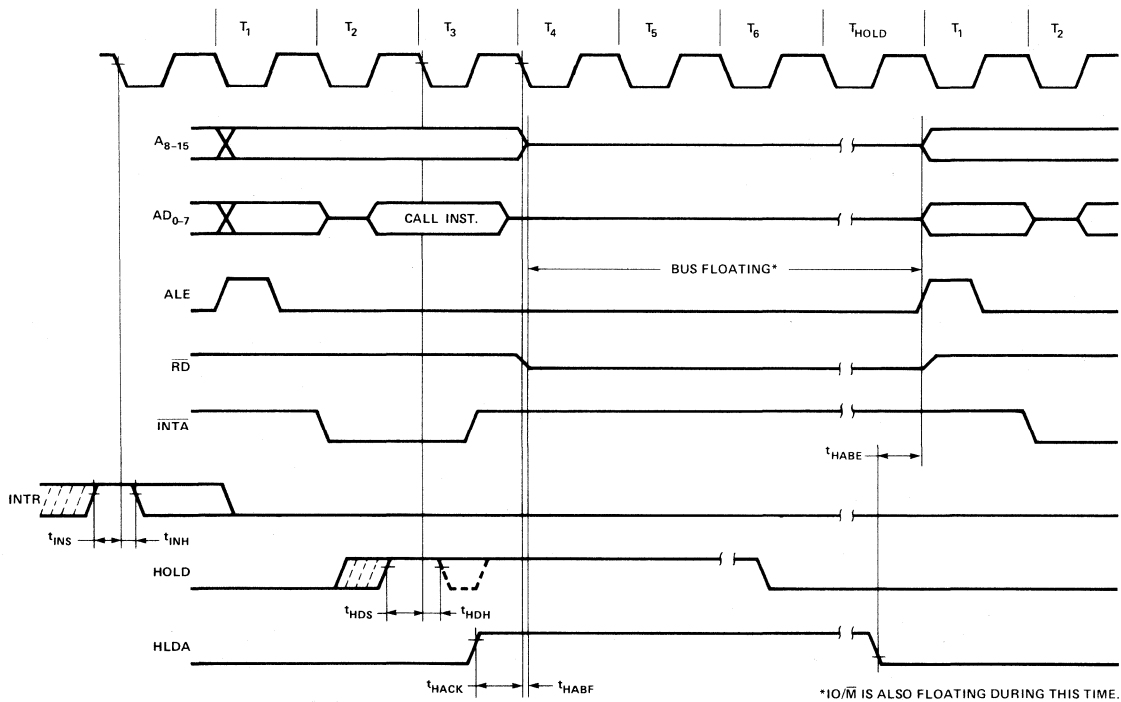 T1 T2 T3 T4 T5 T6 THOLD T1 T2
A8–15
AD0–7
CALL INST.
BUS FLOATING*
ALE
RD
INTA
tHABE
INTR
tINS
tINH
HOLD
tHDS
tHDH
HLDA
tHACK
tHABF
*IO/M IS ALSO FLOATING DURING THIS TIME.